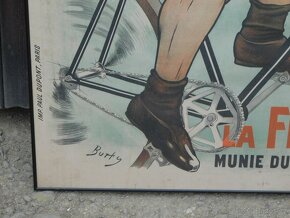 IMP. PAUL DUPONT, PARIS
Burty
LA F
MUNIE DU